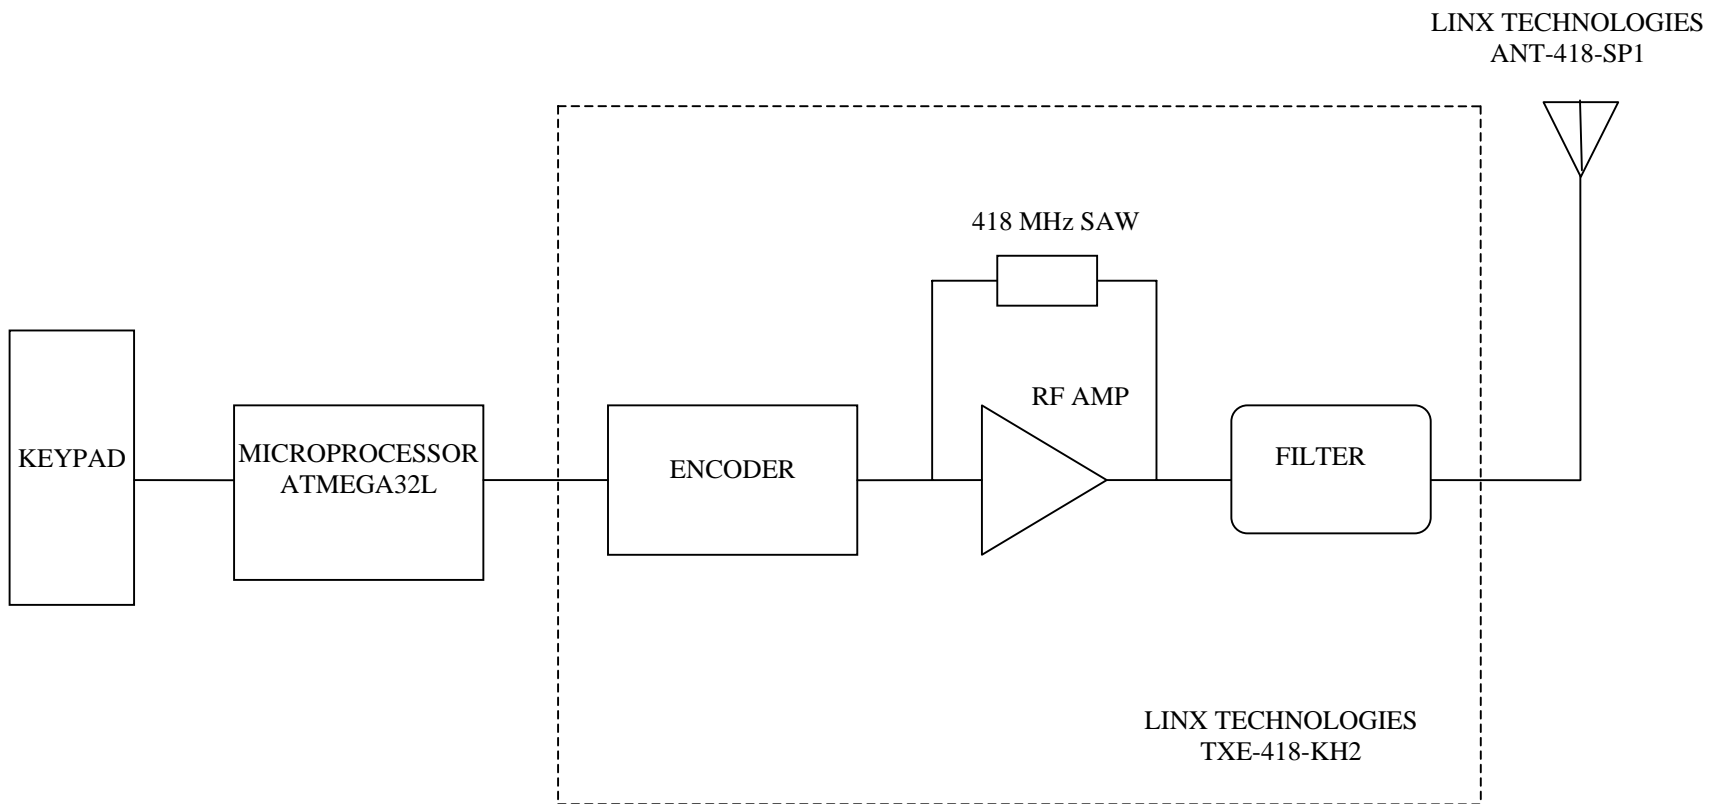 LINX TECHNOLOGIES
ANT-418-SP1
418 MHz SAW
RF AMP
KEYPAD
MICROPROCESSOR
ATMEGA32L
ENCODER
FILTER
LINX TECHNOLOGIES
TXE-418-KH2